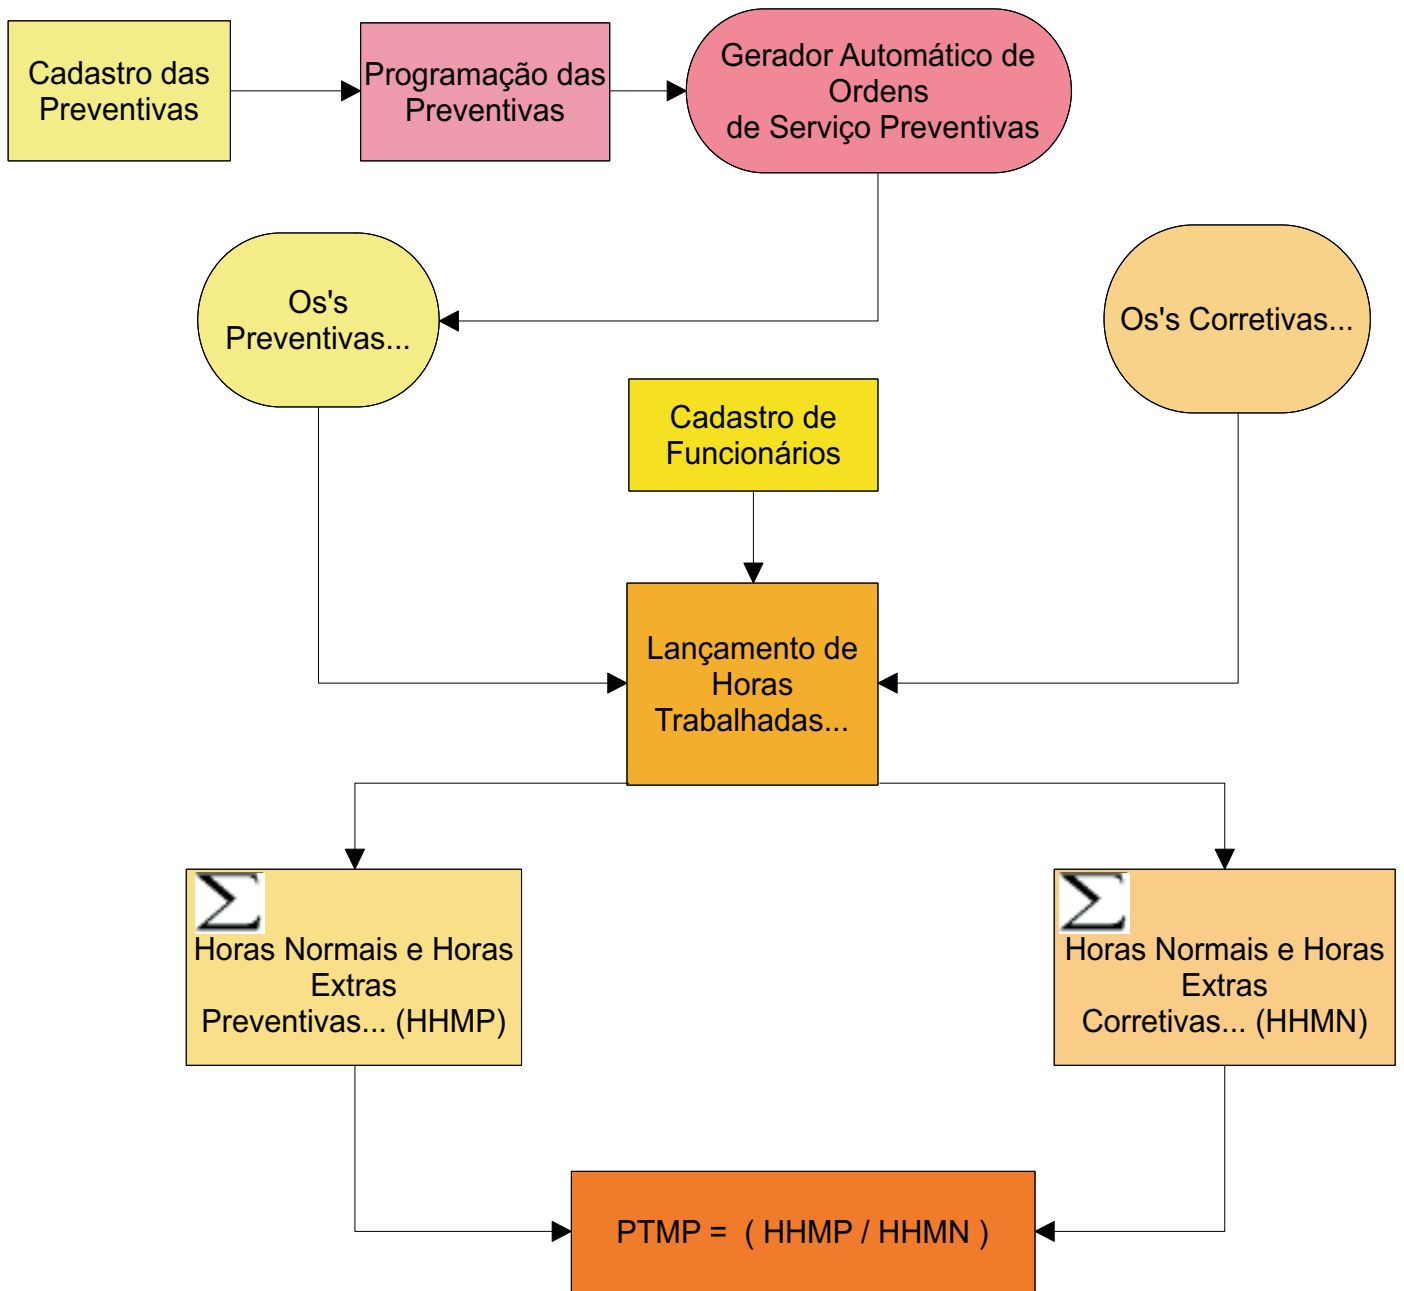 Cadastro das
Preventivas
Programação das
Preventivas
Gerador Automático de
Ordens
de Serviço Preventivas
Os's
Preventivas...
Os's Corretivas...
Cadastro de
Funcionários
Lançamento de
Horas
Trabalhadas...
Σ
Horas Normais e Horas
Extras
Preventivas... (HHMP)
Σ
Horas Normais e Horas
Extras
Corretivas... (HHMN)
PTMP = ( HHMP / HHMN )